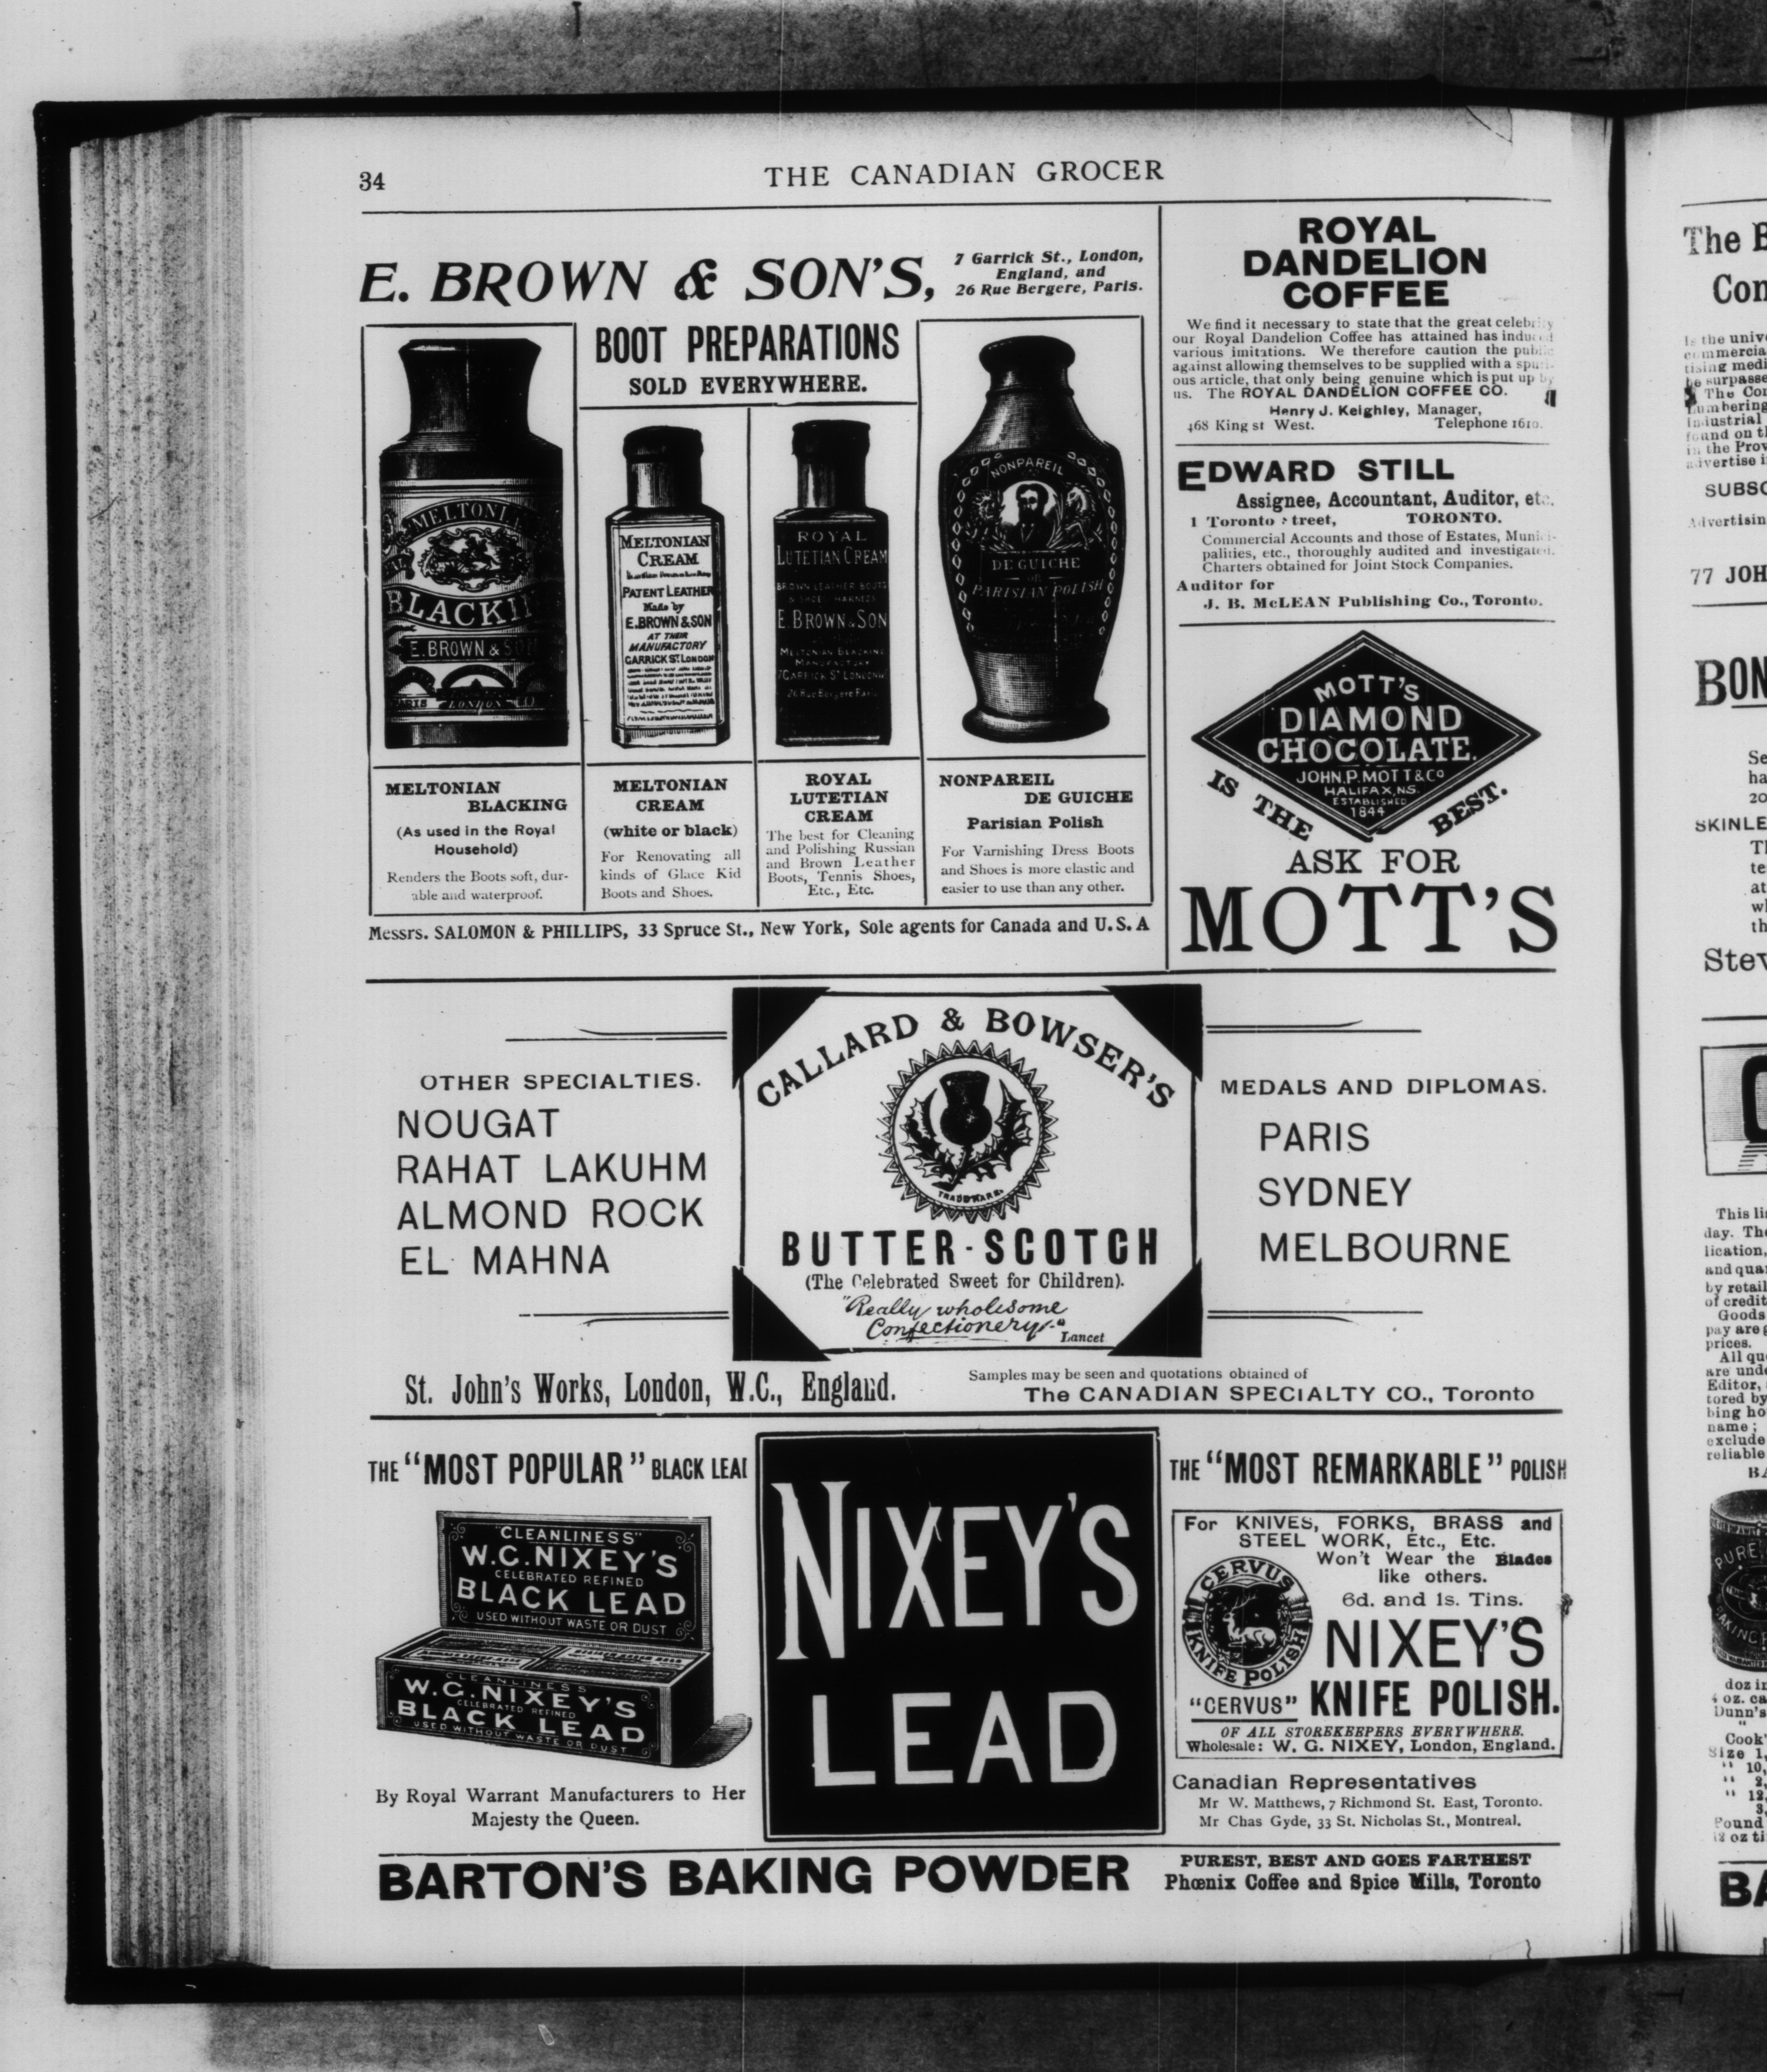 34
THE CANADIAN GROCER
E. BROWN & SON'S,
7 Garrick St., London,
England, and
26 Rue Bergere, Paris.
BOOT PREPARATIONS
SOLD EVERYWHERE.
MELTONIAN
CREAM
PATENT LEATHER
Made by
E. BROWN & SON
AT THEIR
MANUFACTORY
GARRICK ST. LONDON
ROYAL
LUTETIAN CREAM
BROWN LEATHER BOOTS
E. BROWN & SON
MELTONIAN BLACKING
MANUFACTORY
7 GARRICK ST LONDON W
26 Rue Bergere Paris
NONPAREIL
DE GUICHE
OR
PARISIAN POLISH
E. BROWN & SON
LONDON
MELTONIAN
BLACKING
(As used in the Royal
Household)
Renders the Boots soft, dur-
able and waterproof.
MELTONIAN
CREAM
(white or black)
For Renovating all
kinds of Glace Kid
Boots and Shoes.
ROYAL
LUTETIAN
CREAM
The best for Cleaning
and Polishing Russian
and Brown Leather
Boots, Tennis Shoes,
Etc., Etc.
NONPAREIL
DE GUICHE
Parisian Polish
For Varnishing Dress Boots
and Shoes is more elastic and
easier to use than any other.
Messrs. SALOMON & PHILLIPS, 33 Spruce St., New York, Sole agents for Canada and U.S.A
ROYAL
DANDELION
COFFEE
We find it necessary to state that the great celebrity
our Royal Dandelion Coffee has attained has induced
various imitations. We therefore caution the public
against allowing themselves to be supplied with a spuri-
ous article, that only being genuine which is put up by
us. The ROYAL DANDELION COFFEE CO.
Henry J. Keighley, Manager,
468 King st West. Telephone 1610.
EDWARD STILL
Assignee, Accountant, Auditor, etc.
1 Toronto Street, TORONTO.
Commercial Accounts and those of Estates, Munici-
palities, etc., thoroughly audited and investigated.
Charters obtained for Joint Stock Companies.
Auditor for
J. B. McLEAN Publishing Co., Toronto.
MOTT'S
DIAMOND
CHOCOLATE.
JOHN.P.MOTT & Co
HALIFAX, N.S.
ESTABLISHED
1844
IS THE BEST.
ASK FOR
MOTT'S
OTHER SPECIALTIES.
NOUGAT
RAHAT LAKUHM
ALMOND ROCK
EL MAHNA
CALLARD & BOWSER'S
TRADE MARK
BUTTER-SCOTCH
(The Celebrated Sweet for Children).
"Really wholesome
Confectionery."
Lancet
MEDALS AND DIPLOMAS.
PARIS
SYDNEY
MELBOURNE
St. John's Works, London, W.C., England.
Samples may be seen and quotations obtained of
The CANADIAN SPECIALTY CO., Toronto
THE "MOST POPULAR" BLACK LEAD
"CLEANLINESS"
W.G. NIXEY'S
CELEBRATED REFINED
BLACK LEAD
USED WITHOUT WASTE OR DUST
CLEANLINESS
W.G. NIXEY'S
CELEBRATED REFINED
BLACK LEAD
USED WITHOUT WASTE OR DUST
By Royal Warrant Manufacturers to Her
Majesty the Queen.
NIXEY'S
LEAD
THE "MOST REMARKABLE" POLISH
For KNIVES, FORKS, BRASS and
STEEL WORK, Etc., Etc.
Won't Wear the Blades
like others.
6d. and 1s. Tins.
CERVUS
KNIFE POLISH
NIXEY'S
"CERVUS" KNIFE POLISH.
OF ALL STOREKEEPERS EVERYWHERE.
Wholesale: W. G. NIXEY, London, England.
Canadian Representatives
Mr W. Matthews, 7 Richmond St. East, Toronto.
Mr Chas Gyde, 33 St. Nicholas St., Montreal.
BARTON'S BAKING POWDER
PUREST, BEST AND GOES FARTHEST
Phœnix Coffee and Spice Mills, Toronto